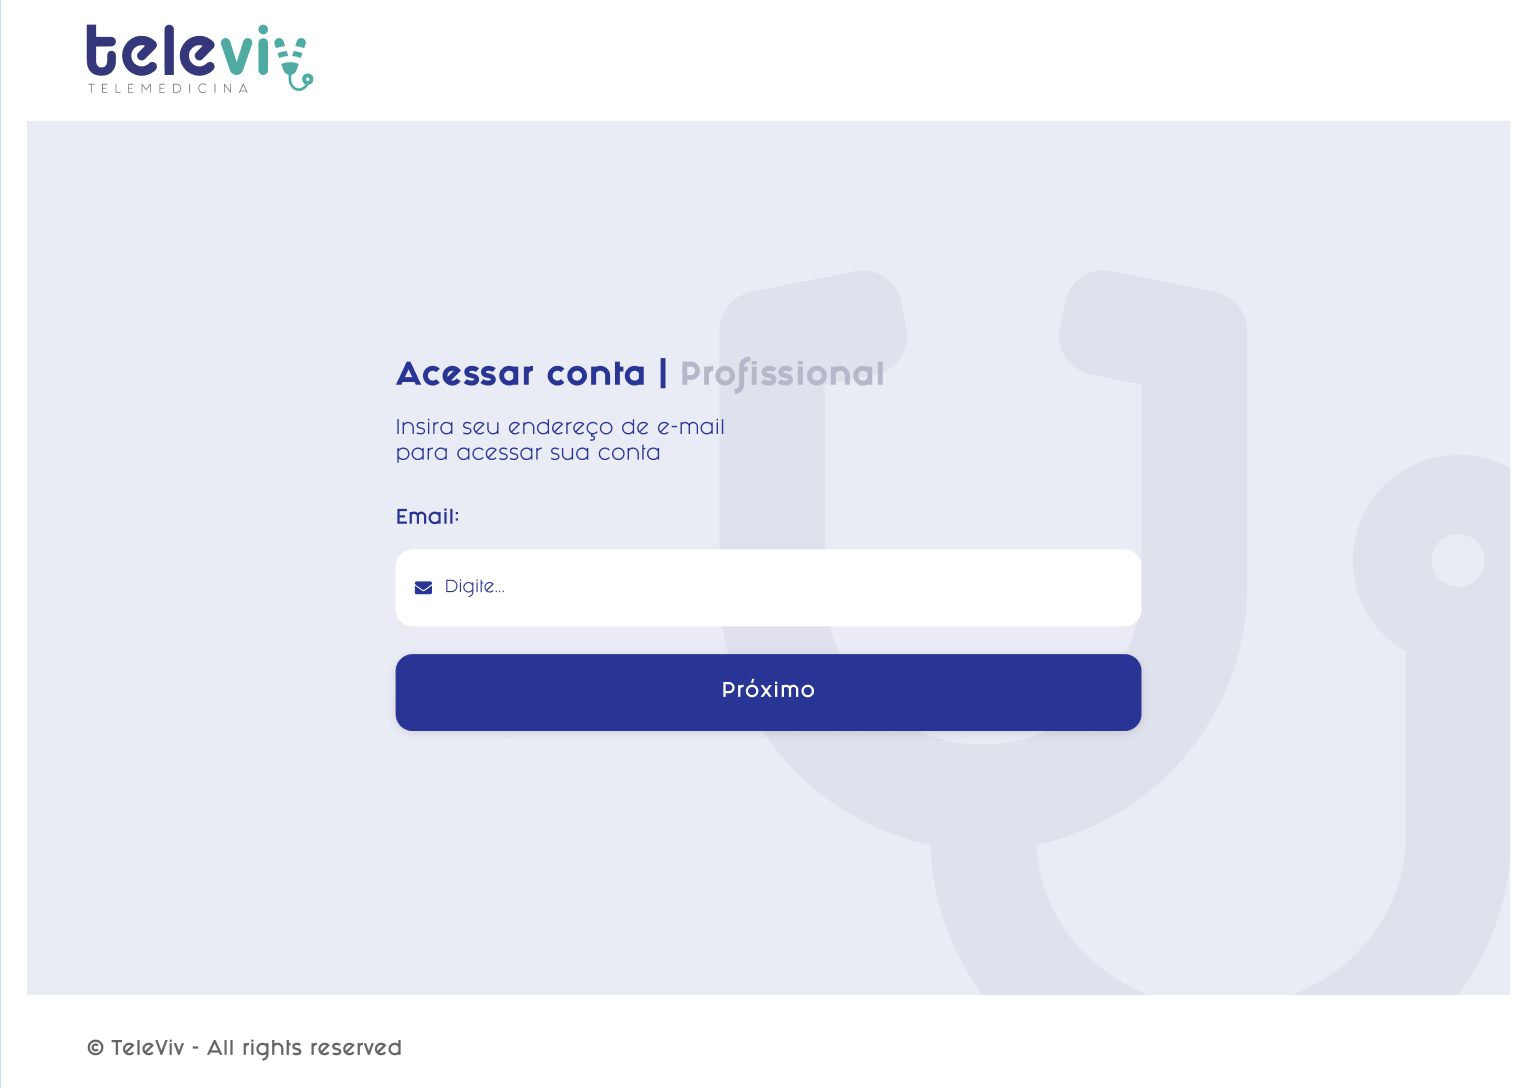 televiv
TELEMEDICINA
Acessar conta | Profissional
Insira seu endereço de e-mail
para acessar sua conta
Email:
Digite...
Próximo
© TeleViv - All rights reserved